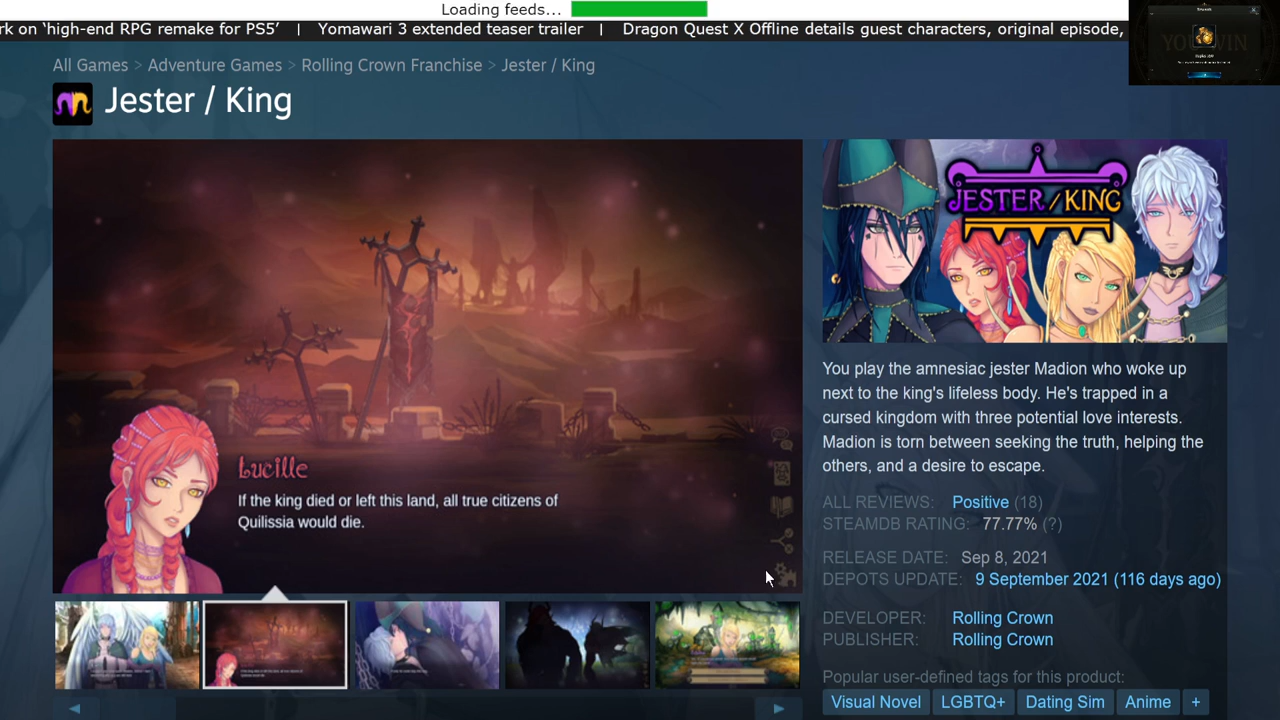 Loading feeds...
rk on ‘high-end RPG remake for PS5’ | Yomawari 3 extended teaser trailer | Dragon Quest X Offline details guest characters, original episode,
YOU WIN
All Games > Adventure Games > Rolling Crown Franchise > Jester / King
Jester / King
JESTER / KING
Lucille
If the king died or left this land, all true citizens of
Quilissia would die.
You play the amnesiac jester Madion who woke up
next to the king's lifeless body. He's trapped in a
cursed kingdom with three potential love interests.
Madion is torn between seeking the truth, helping the
others, and a desire to escape.
ALL REVIEWS: Positive (18)
STEAMDB RATING: 77.77% (?)
RELEASE DATE: Sep 8, 2021
DEPOTS UPDATE: 9 September 2021 (116 days ago)
DEVELOPER: Rolling Crown
PUBLISHER: Rolling Crown
Popular user-defined tags for this product:
Visual Novel LGBTQ+ Dating Sim Anime +